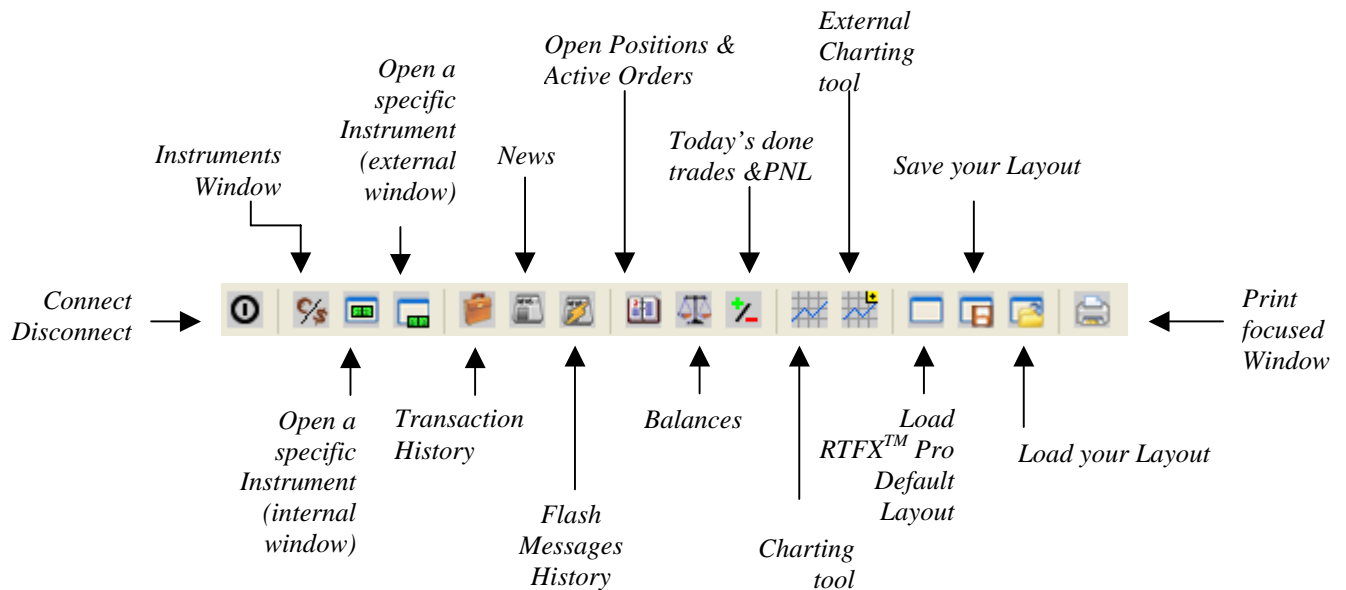 External
Charting
tool
Open Positions &
Active Orders
Open a
specific
Instrument
(external
window)
Today's done
trades &PNL
Instruments
Window
News
Save your Layout
Connect
Disconnect
Print
focused
Window
Open a
specific
Instrument
(internal
window)
Transaction
History
Flash
Messages
History
Balances
Charting
tool
Load
RTFX™ Pro
Default
Layout
Load your Layout